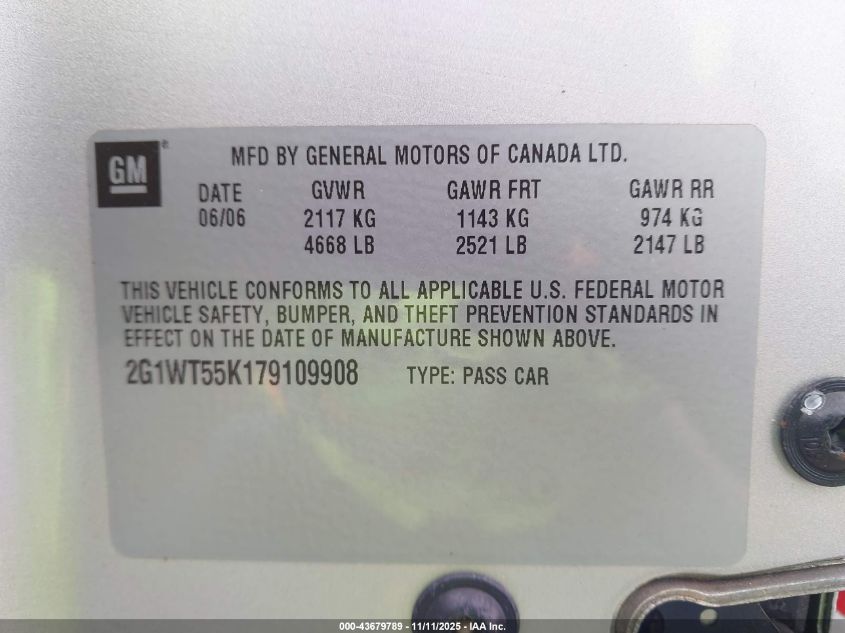 GM
MFD BY GENERAL MOTORS OF CANADA LTD.
DATE GVWR GAWR FRT GAWR RR
06/06 2117 KG 1143 KG 974 KG
4668 LB 2521 LB 2147 LB
THIS VEHICLE CONFORMS TO ALL APPLICABLE U.S. FEDERAL MOTOR
VEHICLE SAFETY, BUMPER, AND THEFT PREVENTION STANDARDS IN
EFFECT ON THE DATE OF MANUFACTURE SHOWN ABOVE.
2G1WT55K179109908 TYPE: PASS CAR
000-43679789 - 11/11/2025 - IAA Inc.